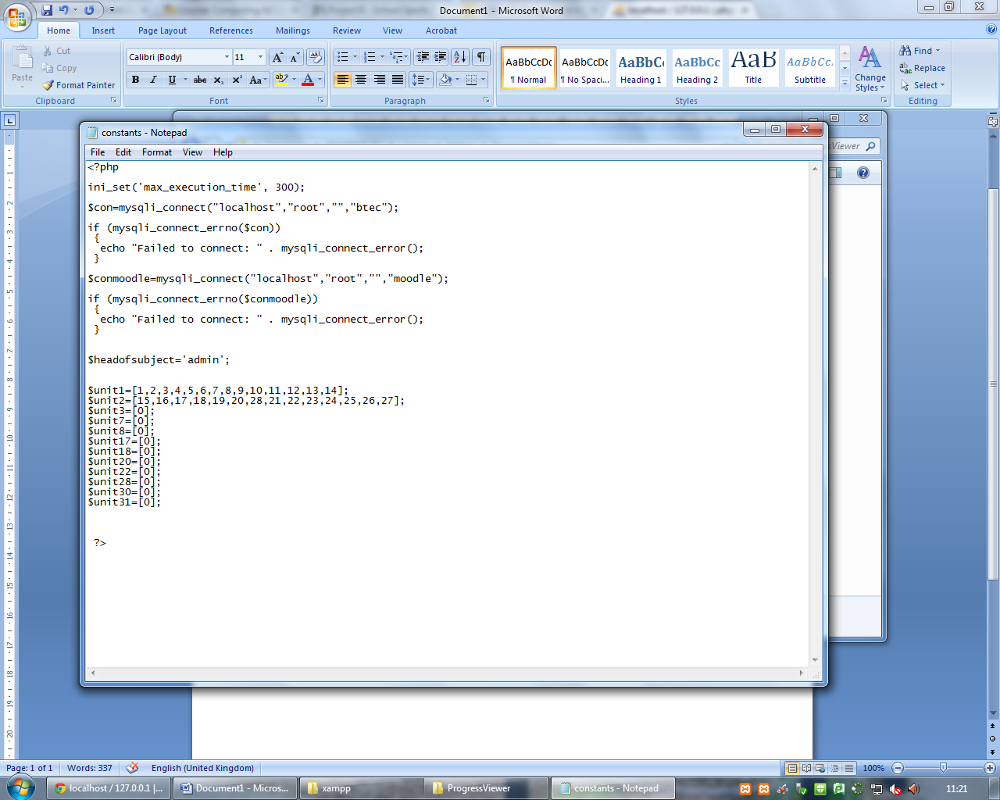 Document1 - Microsoft Word
Home Insert Page Layout References Mailings Review View Add-Ins Acrobat
Cut
Copy
Format Painter
Paste
Clipboard
Calibri (Body) 11
B I U abc x₂ x² Aa
Font
Paragraph
AaBbCcDc AaBbCcDc AaBbC AaBbCc AaB AaBbCc.
¶ Normal ¶ No Spaci... Heading 1 Heading 2 Title Subtitle
Change Styles
Styles
Find
Replace
Select
Editing
constants - Notepad
File Edit Format View Help
<?php
ini_set('max_execution_time', 300);
$con=mysqli_connect("localhost","root","","btec");
if (mysqli_connect_errno($con))
{
echo "Failed to connect: " . mysqli_connect_error();
}
$conmoodle=mysqli_connect("localhost","root","","moodle");
if (mysqli_connect_errno($conmoodle))
{
echo "Failed to connect: " . mysqli_connect_error();
}
$headofsubject='admin';
$unit1=[1,2,3,4,5,6,7,8,9,10,11,12,13,14];
$unit2=[15,16,17,18,19,20,28,21,22,23,24,25,26,27];
$unit3=[0];
$unit7=[0];
$unit8=[0];
$unit17=[0];
$unit18=[0];
$unit20=[0];
$unit22=[0];
$unit28=[0];
$unit30=[0];
$unit31=[0];
?>
Page: 1 of 1 Words: 337 English (United Kingdom) 100%
localhost / 127.0.0.1 |... Document1 - Micros... xampp ProgressViewer constants - Notepad 11:21